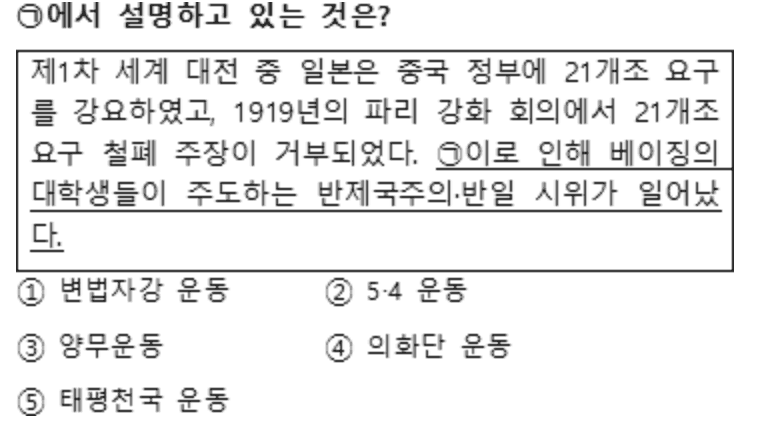 ㉠에서 설명하고 있는 것은?
제1차 세계 대전 중 일본은 중국 정부에 21개조 요구
를 강요하였고, 1919년의 파리 강화 회의에서 21개조
요구 철폐 주장이 거부되었다. ㉠이로 인해 베이징의
대학생들이 주도하는 반제국주의·반일 시위가 일어났
다.
① 변법자강 운동 ② 5·4 운동
③ 양무운동 ④ 의화단 운동
⑤ 태평천국 운동